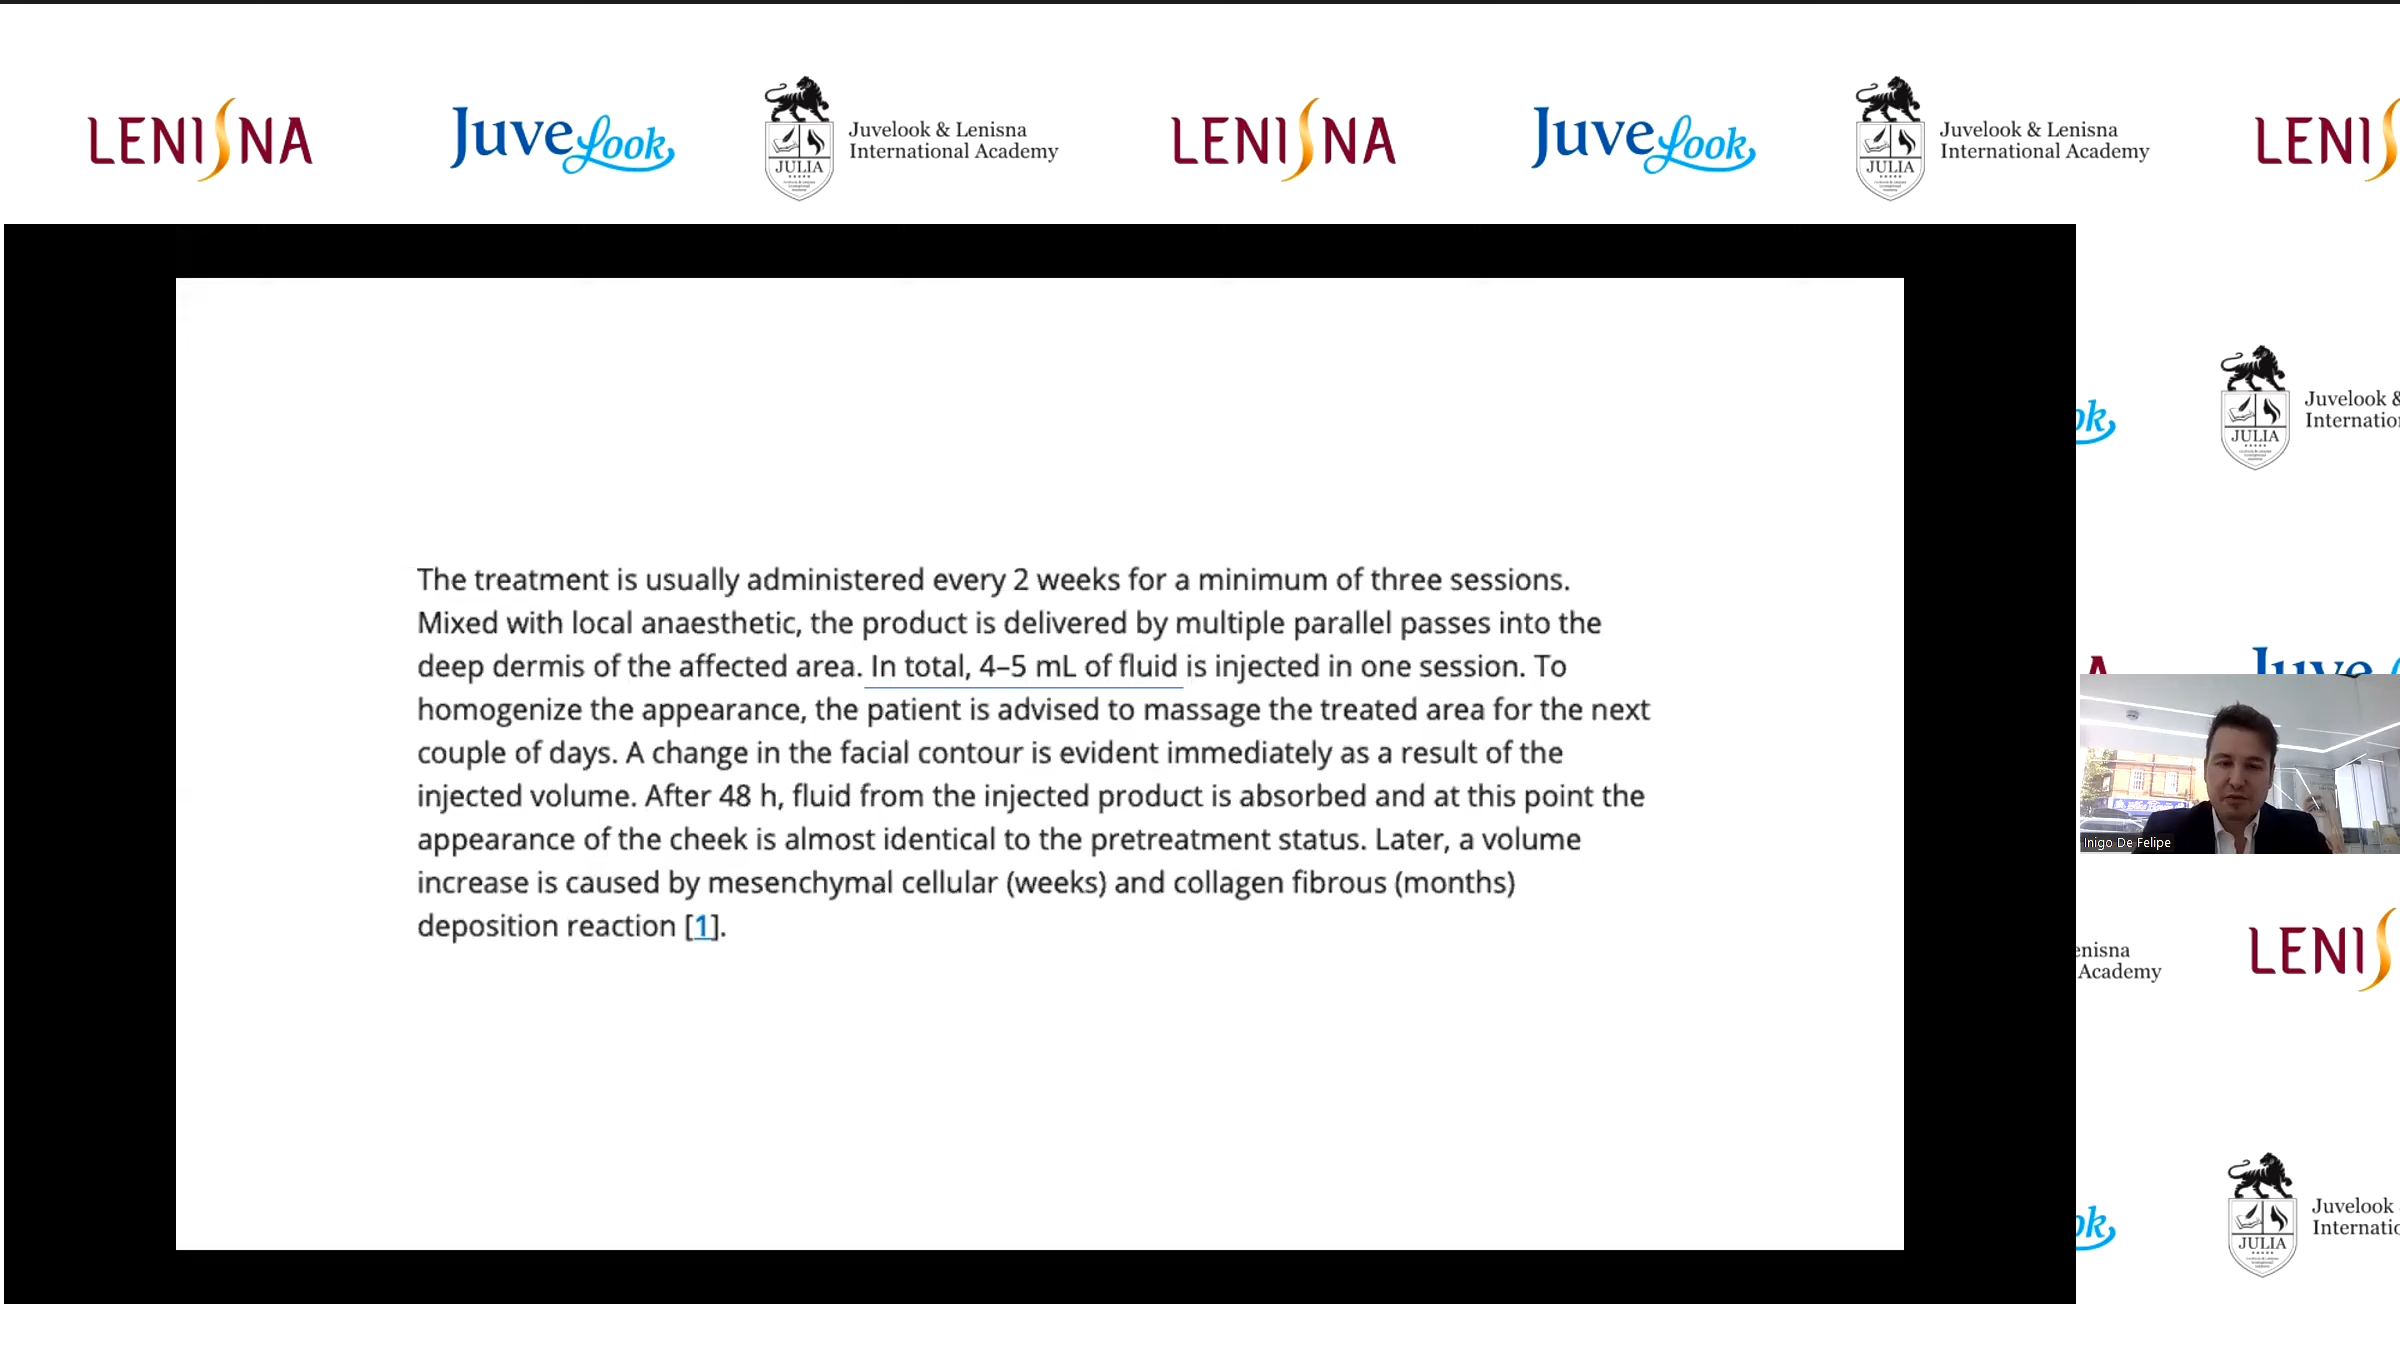 LENISNA
JuveLook
JULIA
Juvelook & Lenisna
International Academy
LENISNA
JuveLook
JULIA
Juvelook & Lenisna
International Academy
LENIS
The treatment is usually administered every 2 weeks for a minimum of three sessions.
Mixed with local anaesthetic, the product is delivered by multiple parallel passes into the
deep dermis of the affected area. In total, 4–5 mL of fluid is injected in one session. To
homogenize the appearance, the patient is advised to massage the treated area for the next
couple of days. A change in the facial contour is evident immediately as a result of the
injected volume. After 48 h, fluid from the injected product is absorbed and at this point the
appearance of the cheek is almost identical to the pretreatment status. Later, a volume
increase is caused by mesenchymal cellular (weeks) and collagen fibrous (months)
deposition reaction [1].
ok
JULIA
Juvelook &
Internatio
A
Juve
Inigo De Felipe
enisna
Academy
LENIS
ok
JULIA
Juvelook
Internatio